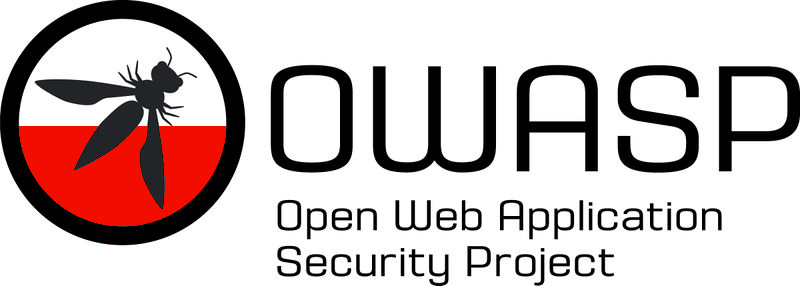 OWASP
Open Web Application
Security Project